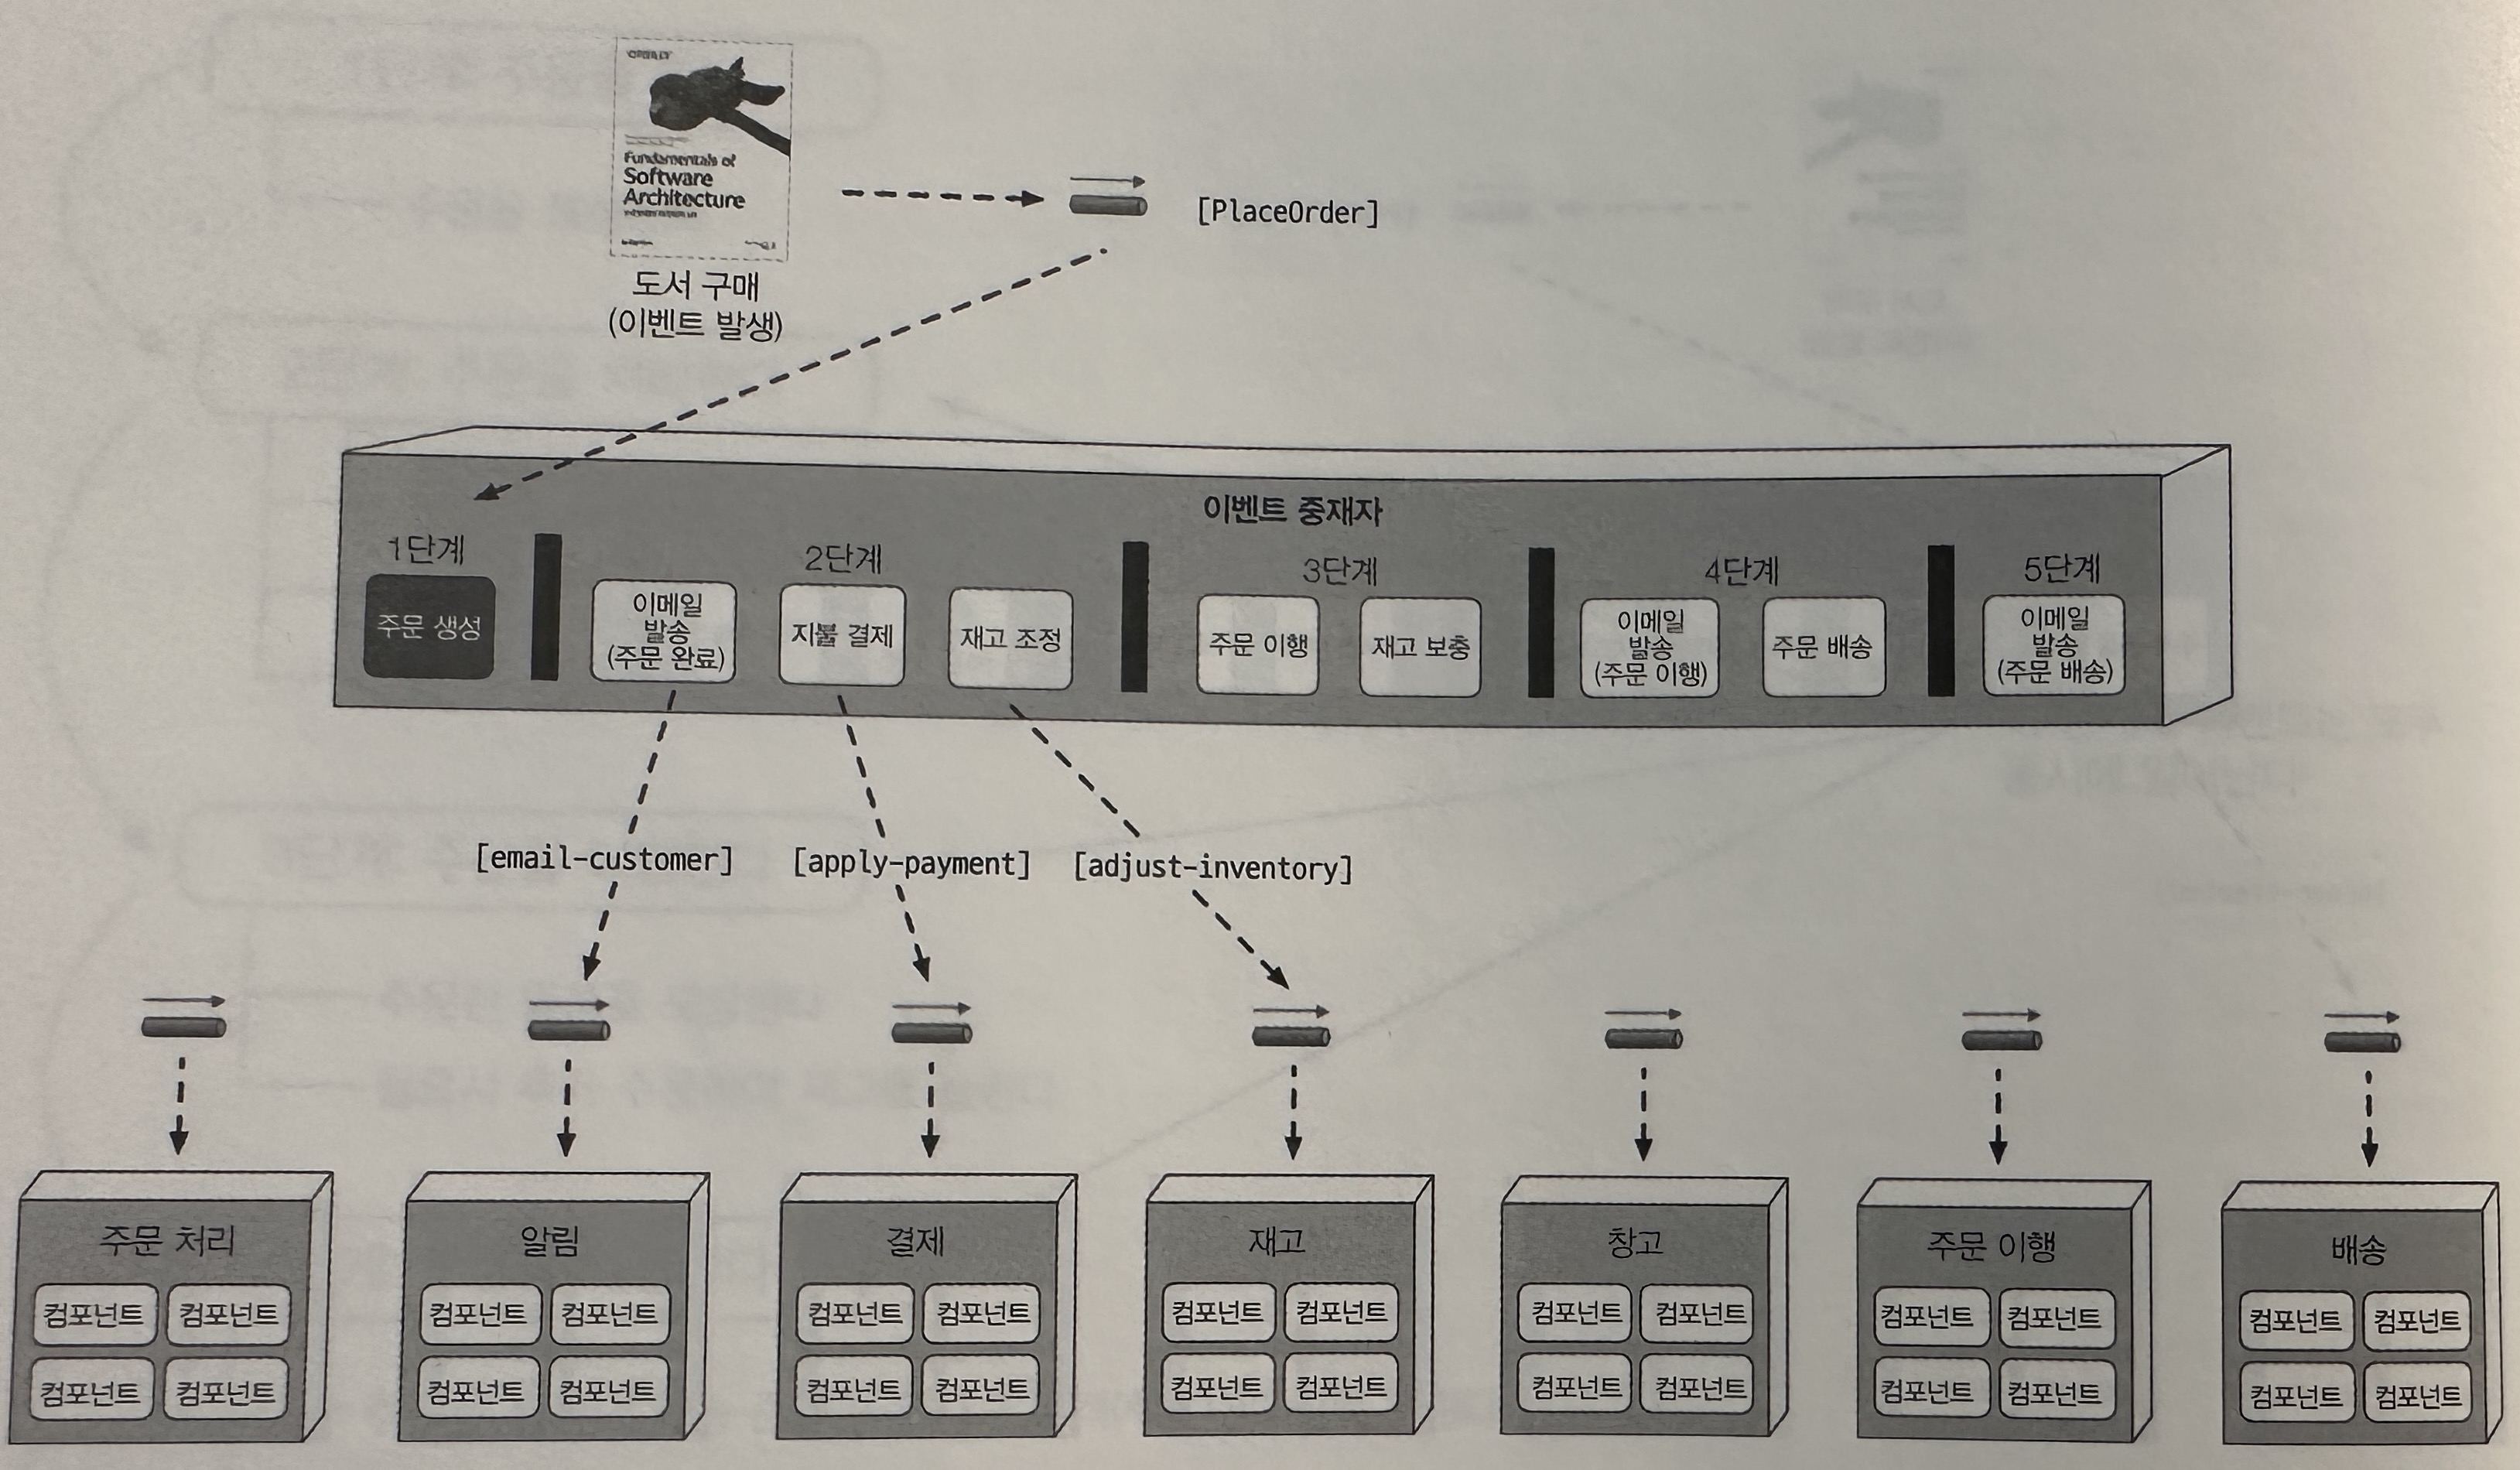 O'REILLY
Fundamentals of
Software
Architecture
도서 구매
(이벤트 발생)
[PlaceOrder]
이벤트 중재자
1단계
주문 생성
2단계
이메일
발송
(주문 완료)
지불 결제
재고 조정
3단계
주문 이행
재고 보충
4단계
이메일
발송
(주문 이행)
주문 배송
5단계
이메일
발송
(주문 배송)
[email-customer]
[apply-payment]
[adjust-inventory]
주문 처리
컴포넌트 컴포넌트
컴포넌트 컴포넌트
알림
컴포넌트 컴포넌트
컴포넌트 컴포넌트
결제
컴포넌트 컴포넌트
컴포넌트 컴포넌트
재고
컴포넌트 컴포넌트
컴포넌트 컴포넌트
창고
컴포넌트 컴포넌트
컴포넌트 컴포넌트
주문 이행
컴포넌트 컴포넌트
컴포넌트 컴포넌트
배송
컴포넌트 컴포넌트
컴포넌트 컴포넌트